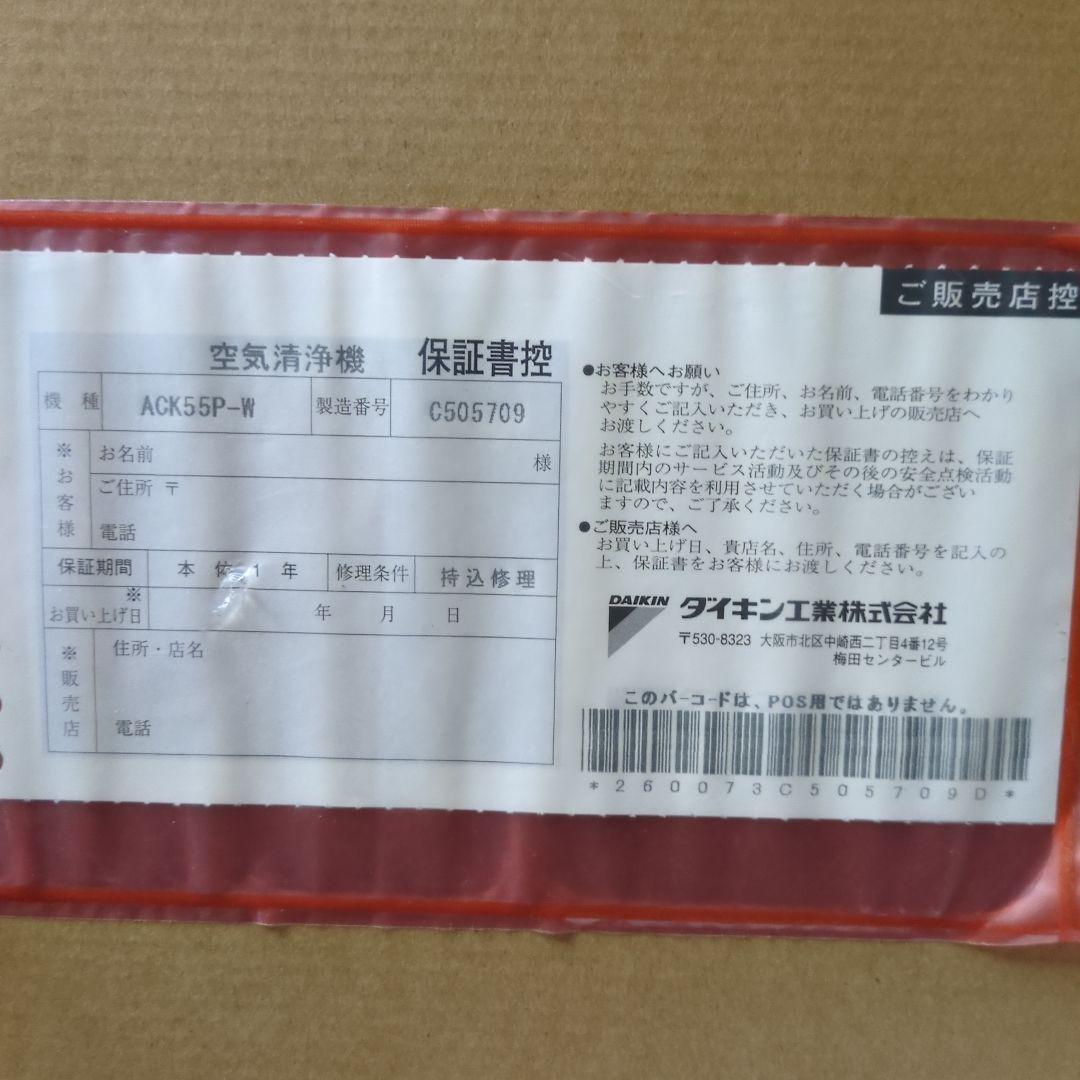 ご販売店控
空気清浄機 保証書控
機種 ACK55P-W 製造番号 C505709
※お客様
お名前 様
ご住所 〒
電話
保証期間 本体 1 年 修理条件 持込修理
※
お買い上げ日 年 月 日
※販売店
住所・店名
電話
●お客様へお願い
お手数ですが、ご住所、お名前、電話番号をわかり
やすくご記入いただき、お買い上げの販売店へ
お渡しください。
お客様にご記入いただいた保証書の控えは、保証
期間内のサービス活動及びその後の安全点検活動
に記載内容を利用させていただく場合がござい
ますので、ご了承ください。
●ご販売店様へ
お買い上げ日、貴店名、住所、電話番号を記入の
上、保証書をお客様にお渡しください。
DAIKIN ダイキン工業株式会社
〒530-8323 大阪市北区中崎西二丁目4番12号
梅田センタービル
このバーコードは、POS用ではありません。
*260073C505709D*